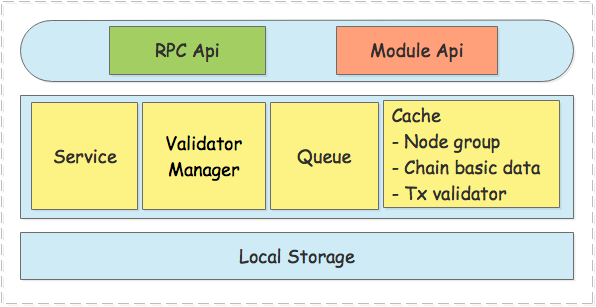 RPC Api
Module Api
Service
Validator
Manager
Queue
Cache
- Node group
- Chain basic data
- Tx validator
Local Storage